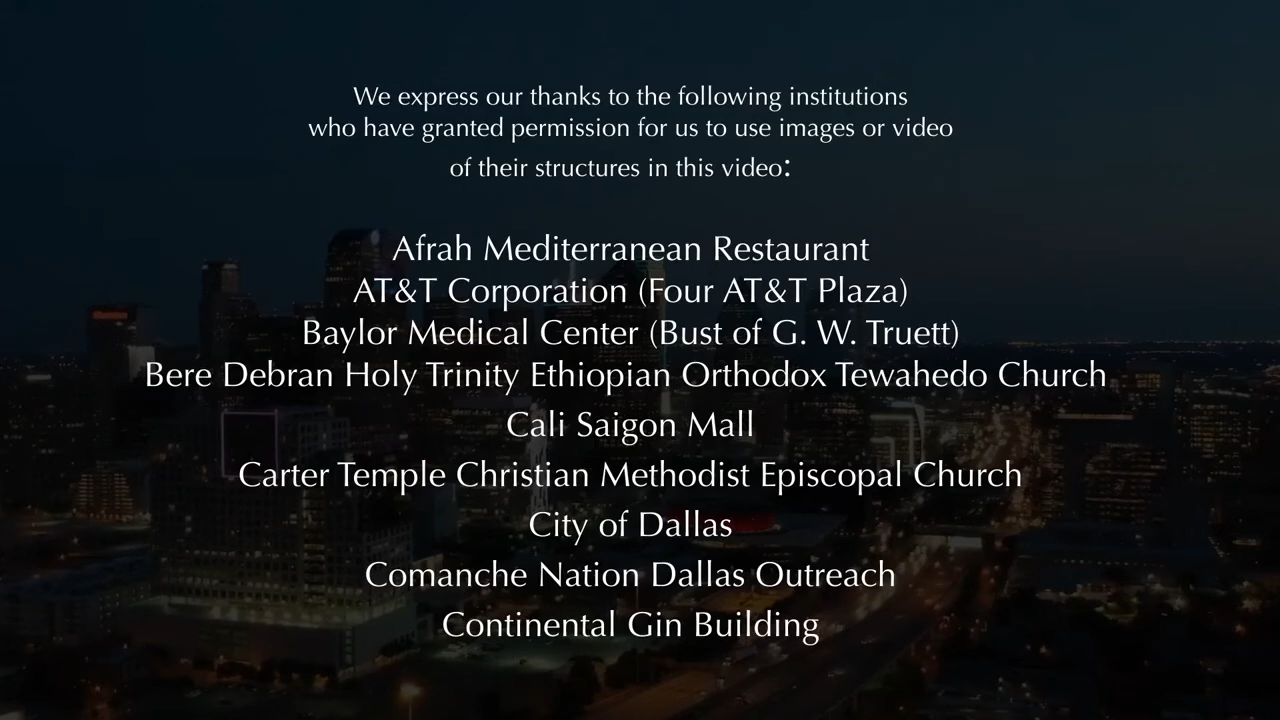 We express our thanks to the following institutions
who have granted permission for us to use images or video
of their structures in this video:
Afrah Mediterranean Restaurant
AT&T Corporation (Four AT&T Plaza)
Baylor Medical Center (Bust of G. W. Truett)
Bere Debran Holy Trinity Ethiopian Orthodox Tewahedo Church
Cali Saigon Mall
Carter Temple Christian Methodist Episcopal Church
City of Dallas
Comanche Nation Dallas Outreach
Continental Gin Building